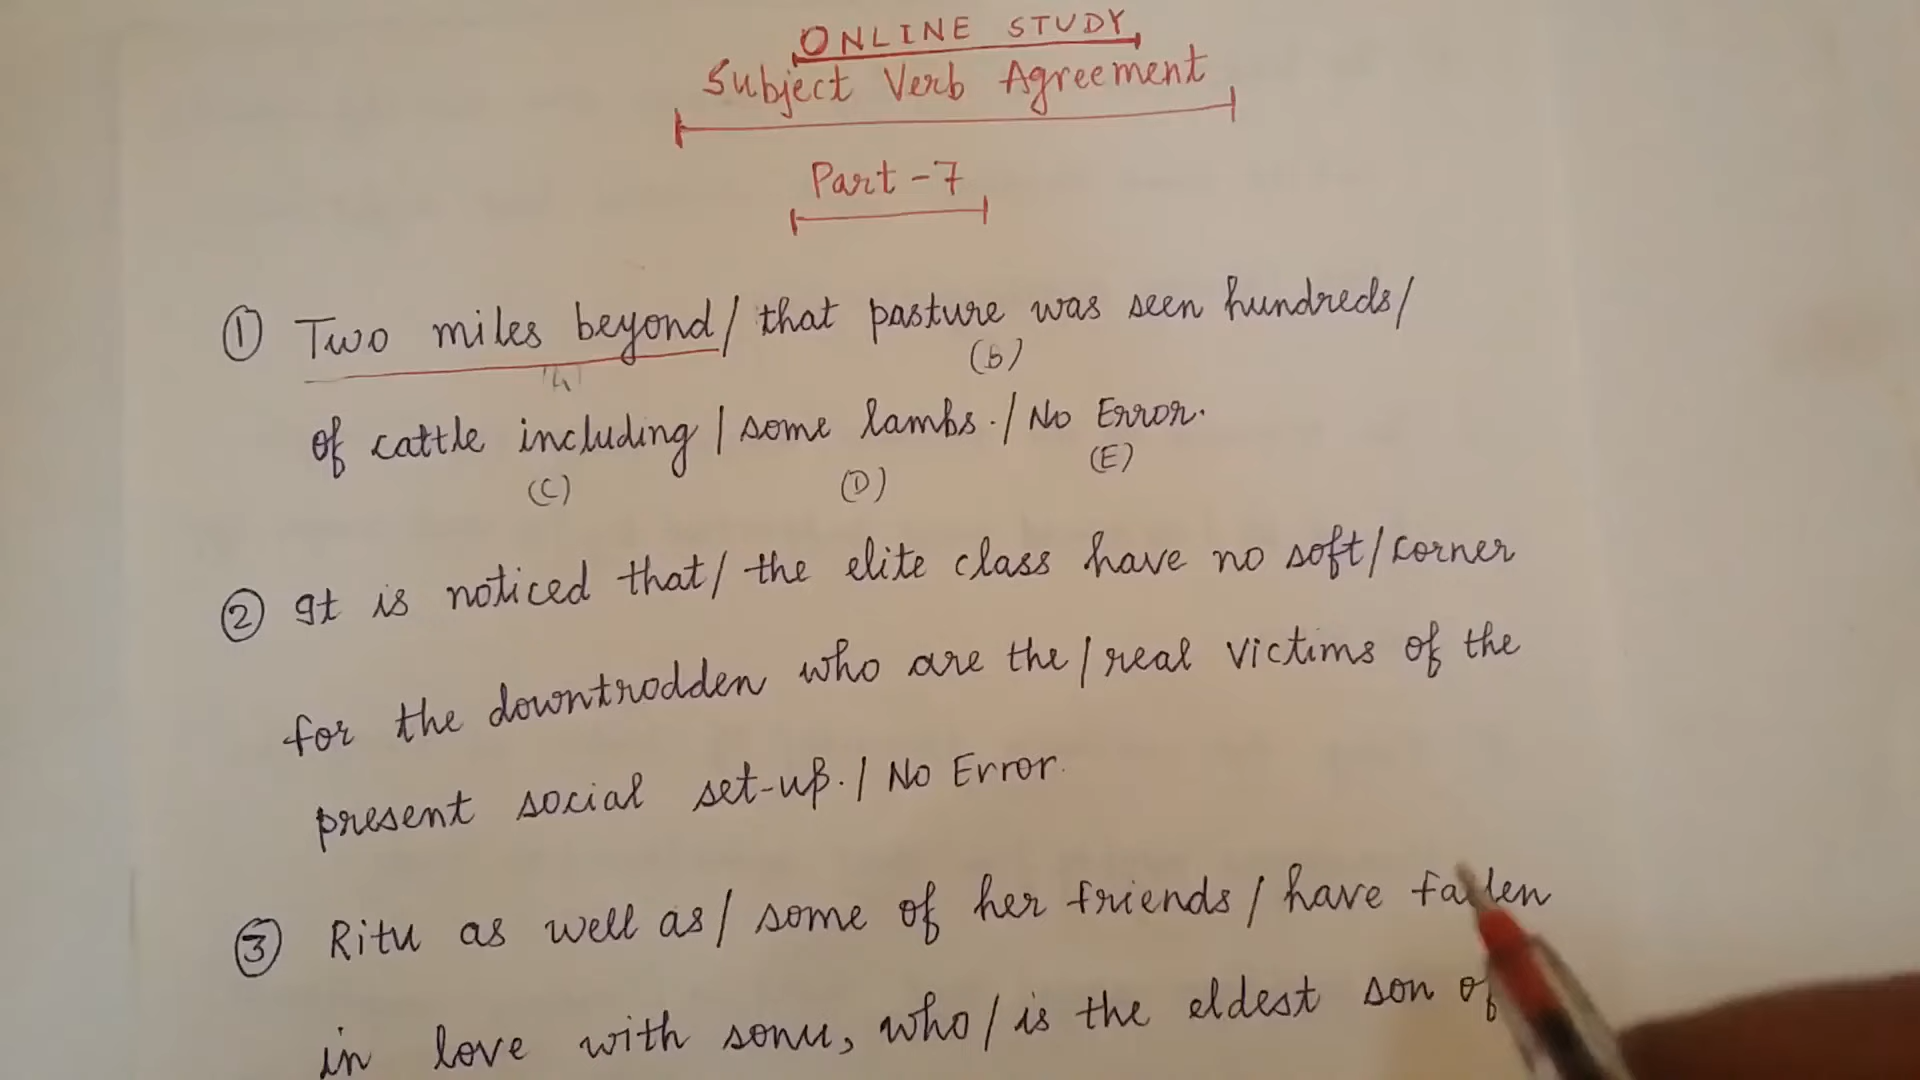 ONLINE STUDY
Subject Verb Agreement
Part-7
① Two miles beyond/ that pasture was seen hundreds/
(B)
of cattle including / some lambs. / No Error.
(C) (D) (E)
② It is noticed that/ the elite class have no soft/corner
for the downtrodden who are the/real victims of the
present social set-up. / No Error.
③ Ritu as well as/ some of her friends / have fallen
in love with sonu, who/ is the eldest son of